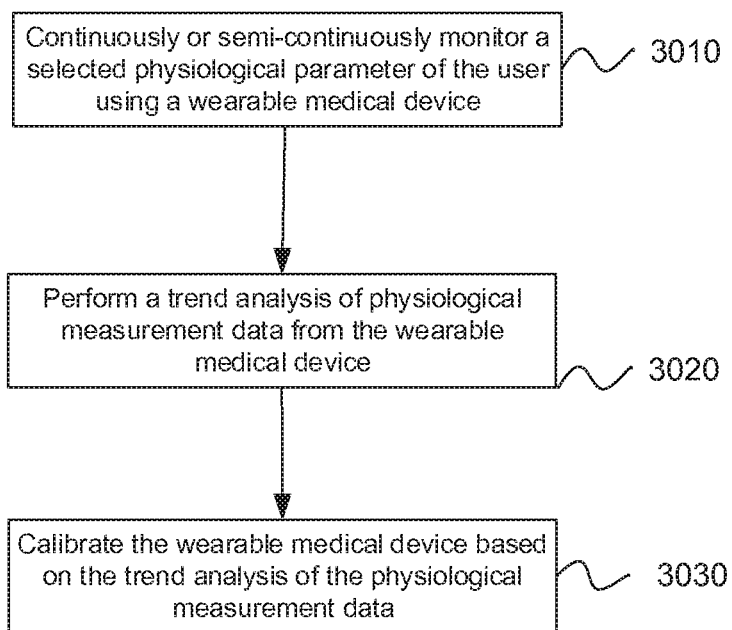 Continuously or semi-continuously monitor a
selected physiological parameter of the user
using a wearable medical device
3010
Perform a trend analysis of physiological
measurement data from the wearable
medical device
3020
Calibrate the wearable medical device based
on the trend analysis of the physiological
measurement data
3030